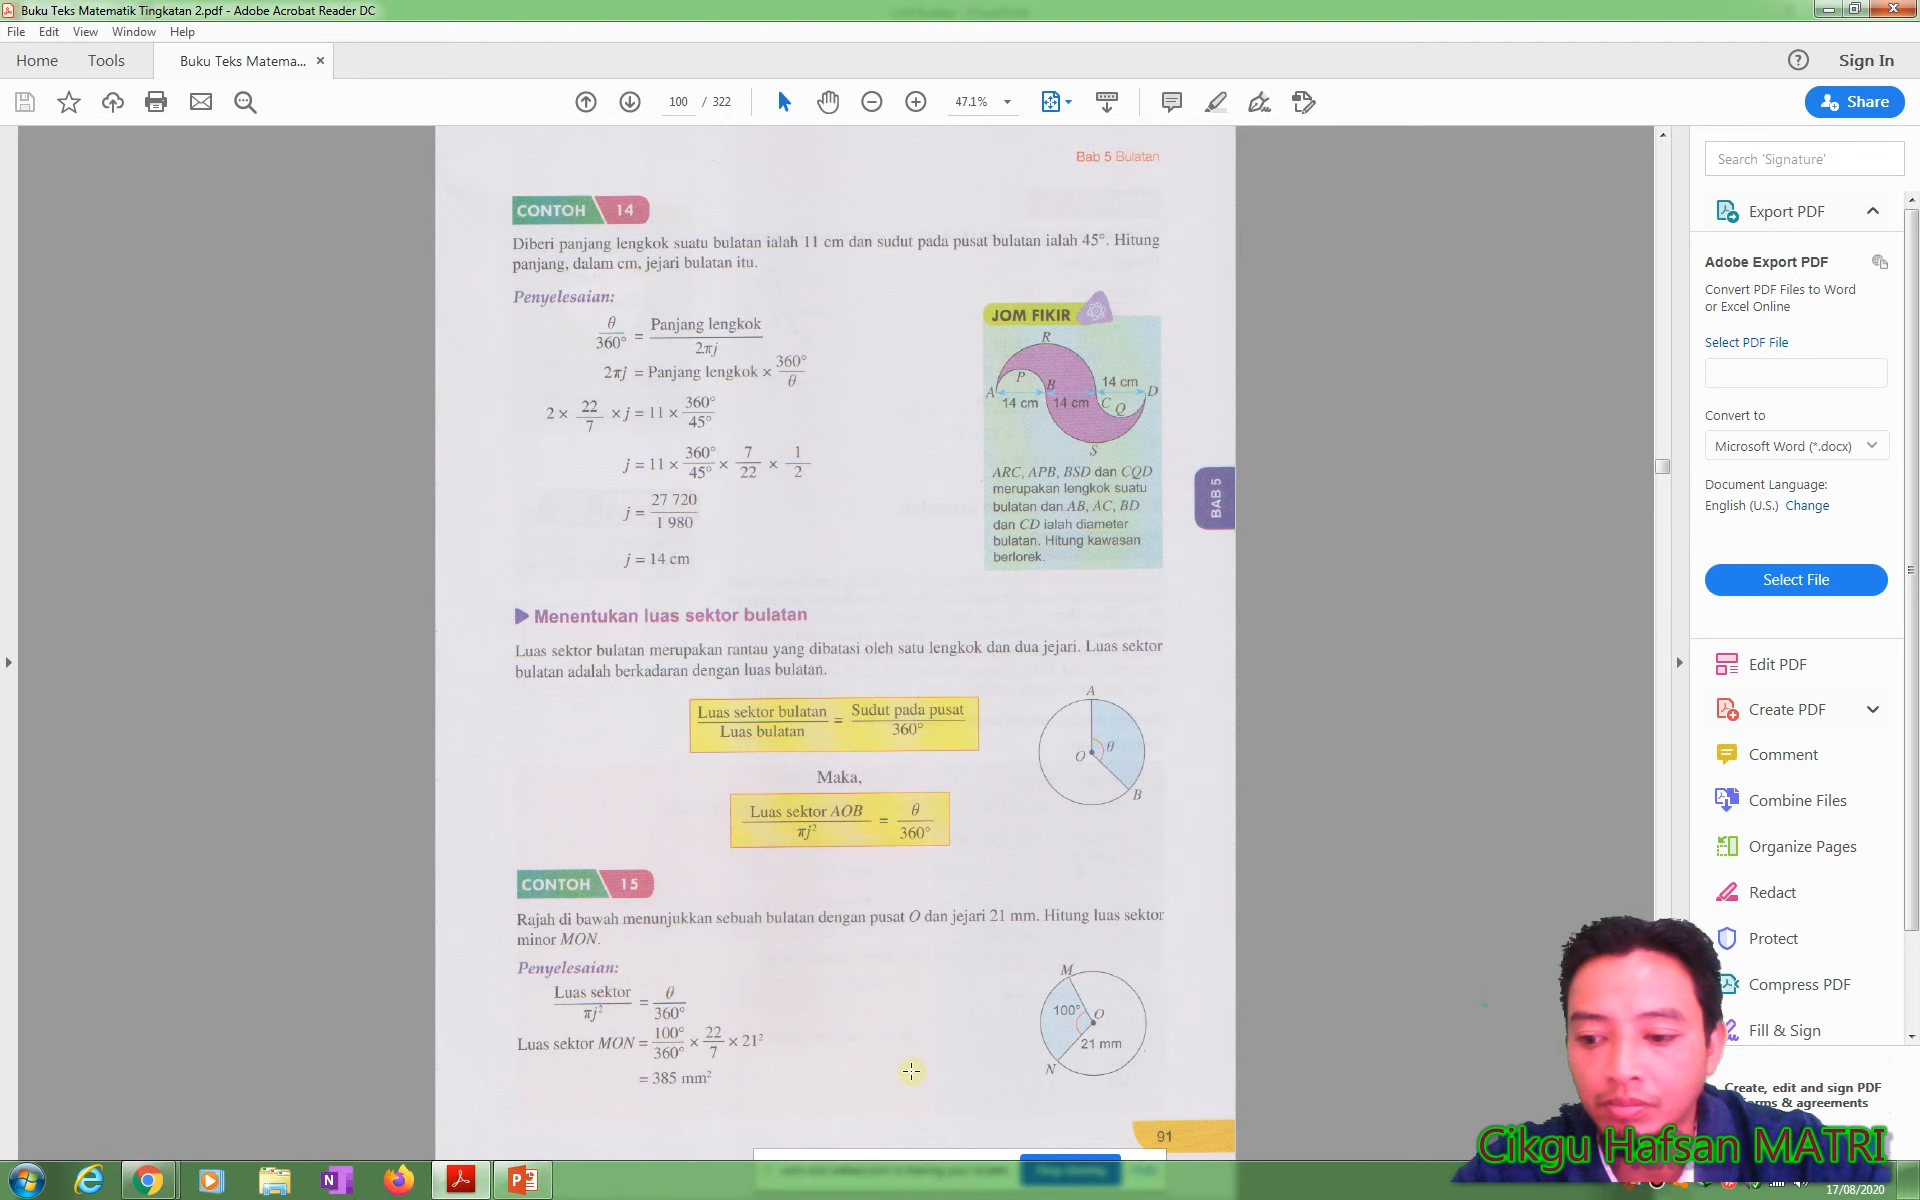 Buku Teks Matematik Tingkatan 2.pdf - Adobe Acrobat Reader DC
File Edit View Window Help
Home Tools Buku Teks Matema... × Sign In
100 / 322 47.1% Share
Search 'Signature'
Export PDF
Adobe Export PDF
Convert PDF Files to Word
or Excel Online
Select PDF File
Convert to
Microsoft Word (*.docx)
Document Language:
English (U.S.) Change
Select File
Edit PDF
Create PDF
Comment
Combine Files
Organize Pages
Redact
Protect
Compress PDF
Fill & Sign
Create, edit and sign PDF
forms & agreements
Bab 5 Bulatan
CONTOH 14
Diberi panjang lengkok suatu bulatan ialah 11 cm dan sudut pada pusat bulatan ialah 45°. Hitung
panjang, dalam cm, jejari bulatan itu.
Penyelesaian:
θ/360° = Panjang lengkok/2πj
2πj = Panjang lengkok × 360°/θ
2 × 22/7 × j = 11 × 360°/45°
j = 11 × 360°/45° × 7/22 × 1/2
j = 27 720/1 980
j = 14 cm
JOM FIKIR
R
P
A B 14 cm D
14 cm 14 cm C Q
S
ARC, APB, BSD dan CQD
merupakan lengkok suatu
bulatan dan AB, AC, BD
dan CD ialah diameter
bulatan. Hitung kawasan
berlorek.
BAB 5
Menentukan luas sektor bulatan
Luas sektor bulatan merupakan rantau yang dibatasi oleh satu lengkok dan dua jejari. Luas sektor
bulatan adalah berkadaran dengan luas bulatan.
Luas sektor bulatan/Luas bulatan = Sudut pada pusat/360°
Maka,
Luas sektor AOB/πj² = θ/360°
A
O θ
B
CONTOH 15
Rajah di bawah menunjukkan sebuah bulatan dengan pusat O dan jejari 21 mm. Hitung luas sektor
minor MON.
Penyelesaian:
Luas sektor/πj² = θ/360°
Luas sektor MON = 100°/360° × 22/7 × 21²
= 385 mm²
M
100° O
21 mm
N
91
Cikgu Hafsan MATRI
17/08/2020